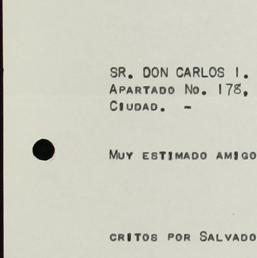 SR. DON CARLOS I.
APARTADO NO. 178,
CIUDAD. -
MUY ESTIMADO AMIGO
CRITOS POR SALVADO